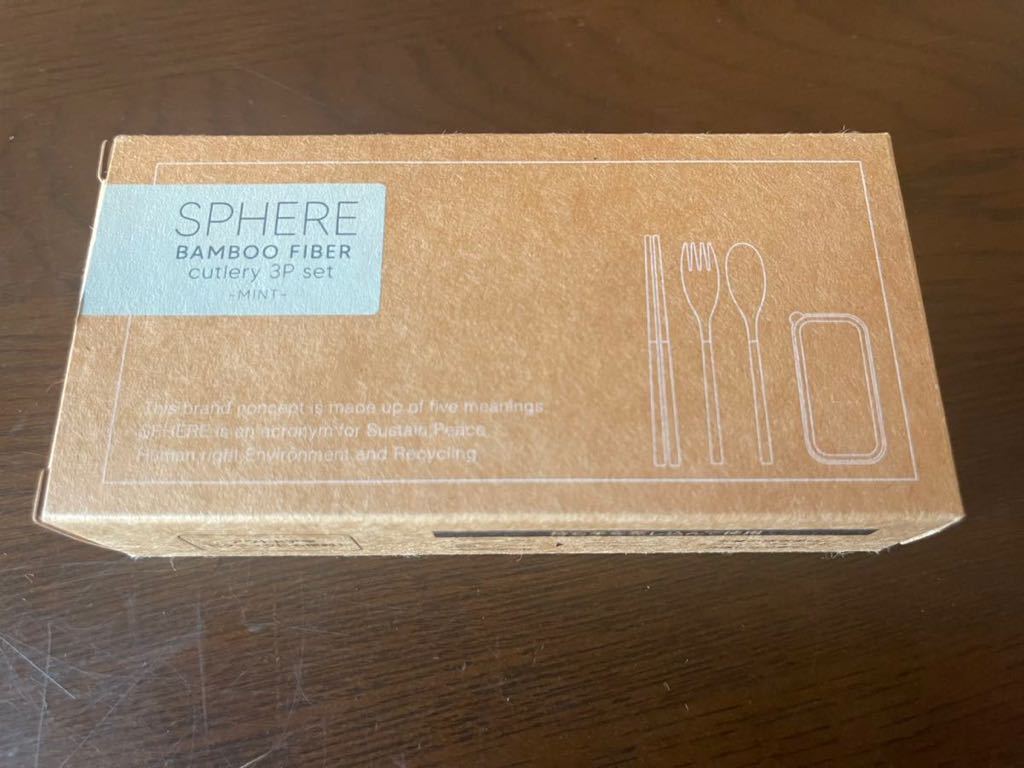 SPHERE
BAMBOO FIBER
cutlery 3P set
-MINT-
This brand concept is made up of five meanings
SPHERE is an acronym for Sustain,Peace
Human right,Environment and Recycling